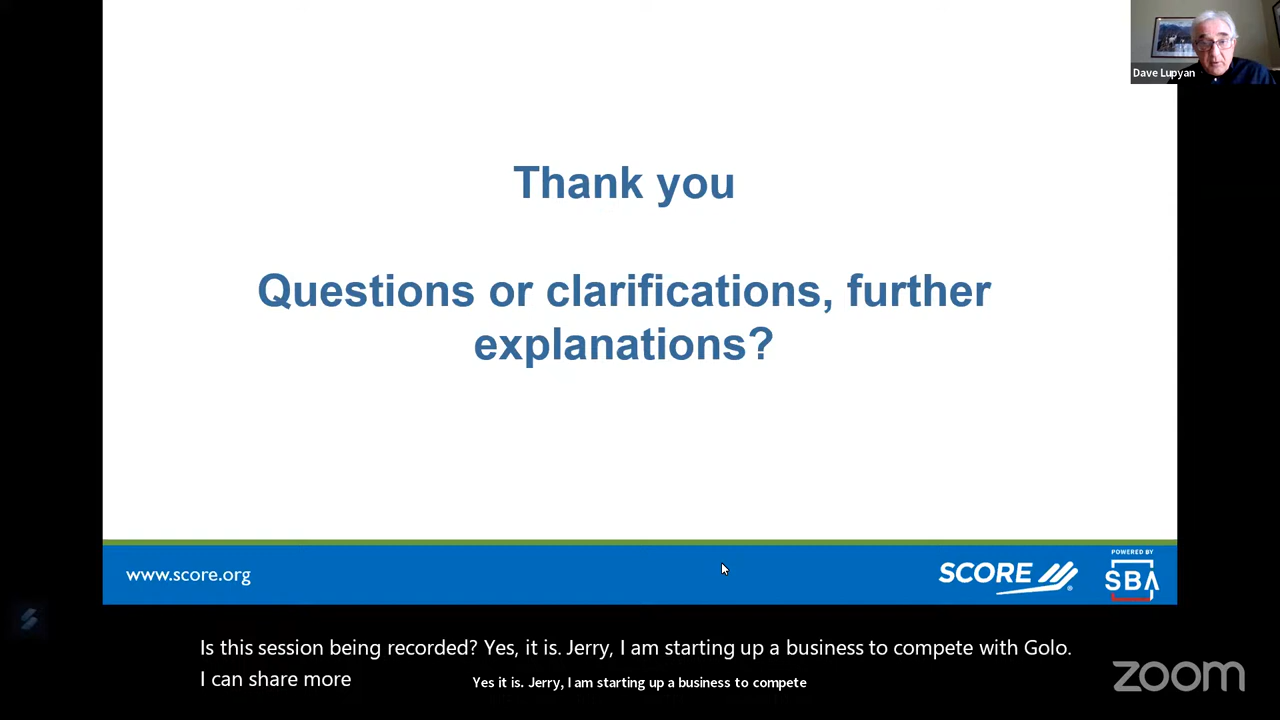 Dave Lupyan
Thank you
Questions or clarifications, further
explanations?
www.score.org
SCORE
POWERED BY
SBA
Is this session being recorded? Yes, it is. Jerry, I am starting up a business to compete with Golo.
I can share more
Yes it is. Jerry, I am starting up a business to compete
zoom